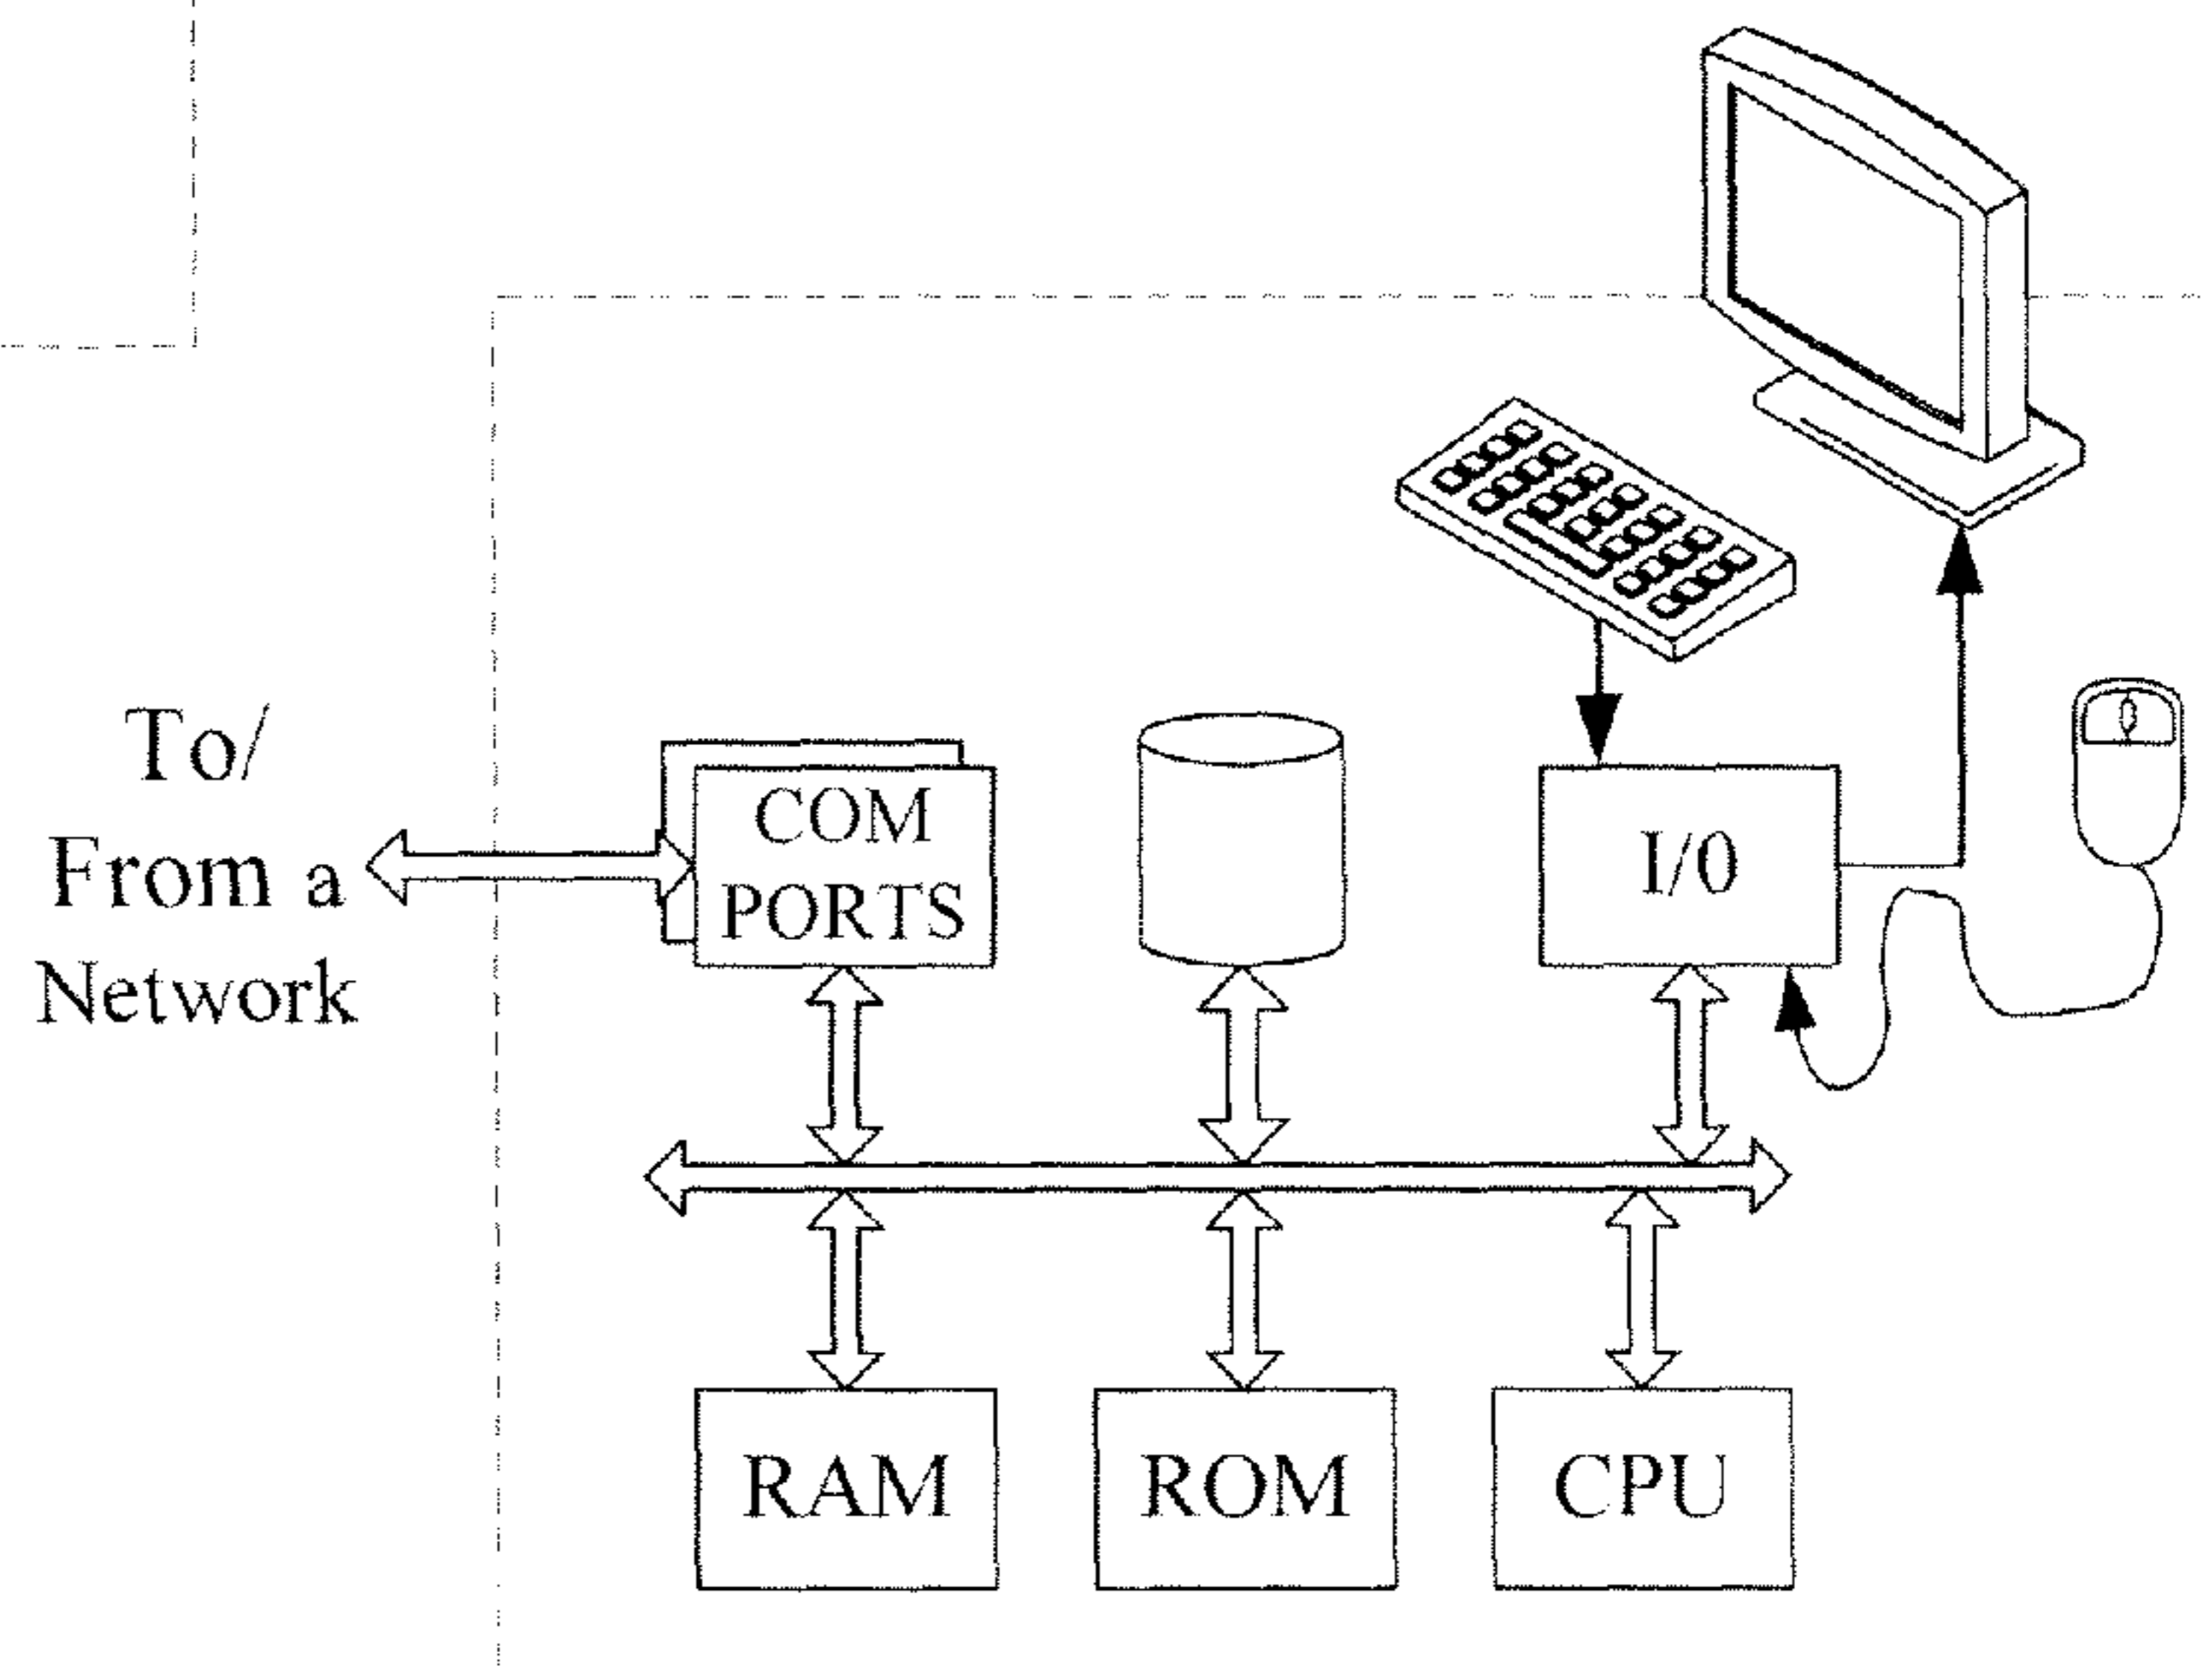 To/
From a
Network
COM
PORTS
I/0
RAM
ROM
CPU